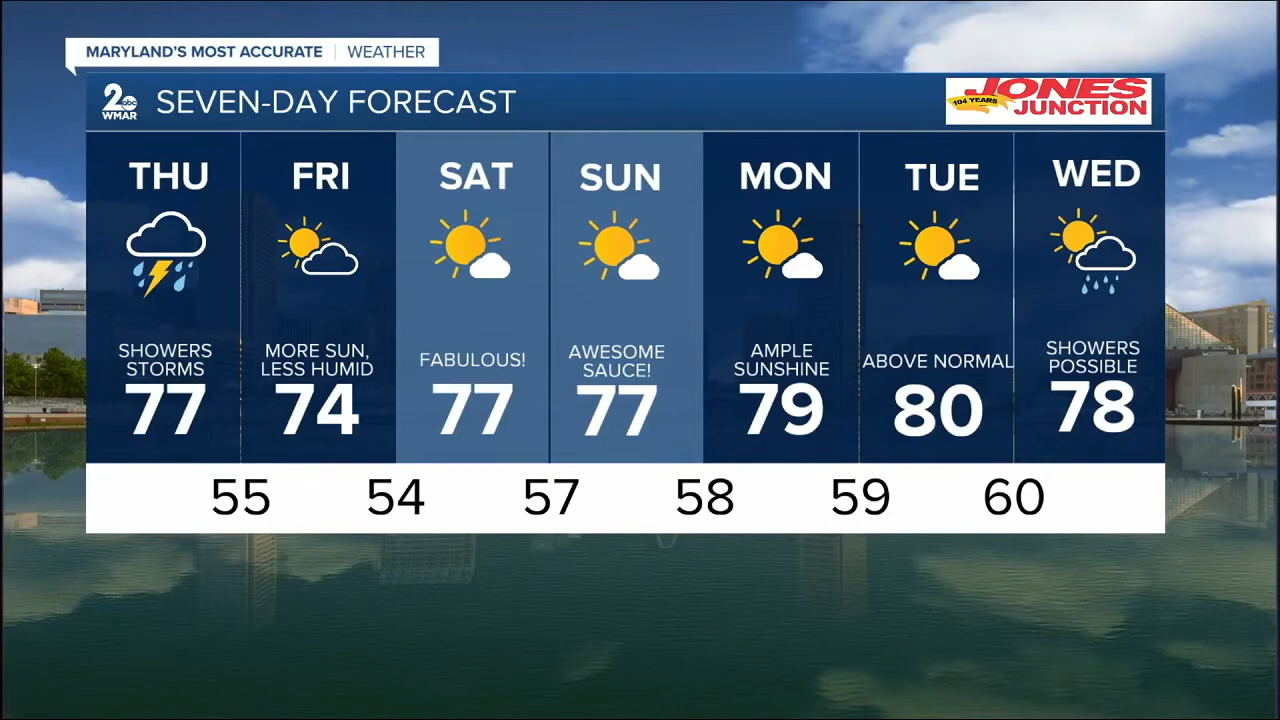 MARYLAND'S MOST ACCURATE | WEATHER
2 abc
WMAR
SEVEN-DAY FORECAST
JONES
104 YEARS
JUNCTION
THU
SHOWERS
STORMS
77
FRI
MORE SUN,
LESS HUMID
74
SAT
FABULOUS!
77
SUN
AWESOME
SAUCE!
77
MON
AMPLE
SUNSHINE
79
TUE
ABOVE NORMAL
80
WED
SHOWERS
POSSIBLE
78
55 54 57 58 59 60